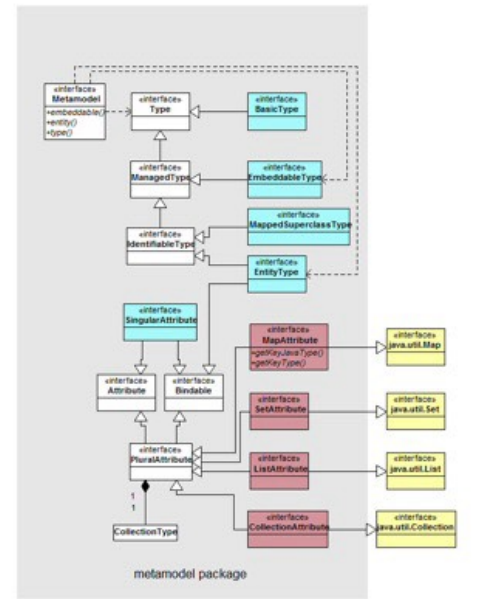 «interface»
Metamodel
+embeddable()
+entity()
+type()
«interface»
Type
«interface»
BasicType
«interface»
ManagedType
«interface»
EmbeddableType
«interface»
MappedSuperclassType
«interface»
IdentifiableType
«interface»
EntityType
«interface»
SingularAttribute
«interface»
MapAttribute
+getKeyJavaType()
+getKeyType()
«interface»
java.util.Map
«interface»
Attribute
«interface»
Bindable
«interface»
SetAttribute
«interface»
java.util.Set
«interface»
PluralAttribute
«interface»
ListAttribute
«interface»
java.util.List
1
1
CollectionType
«interface»
CollectionAttribute
«interface»
java.util.Collection
metamodel package